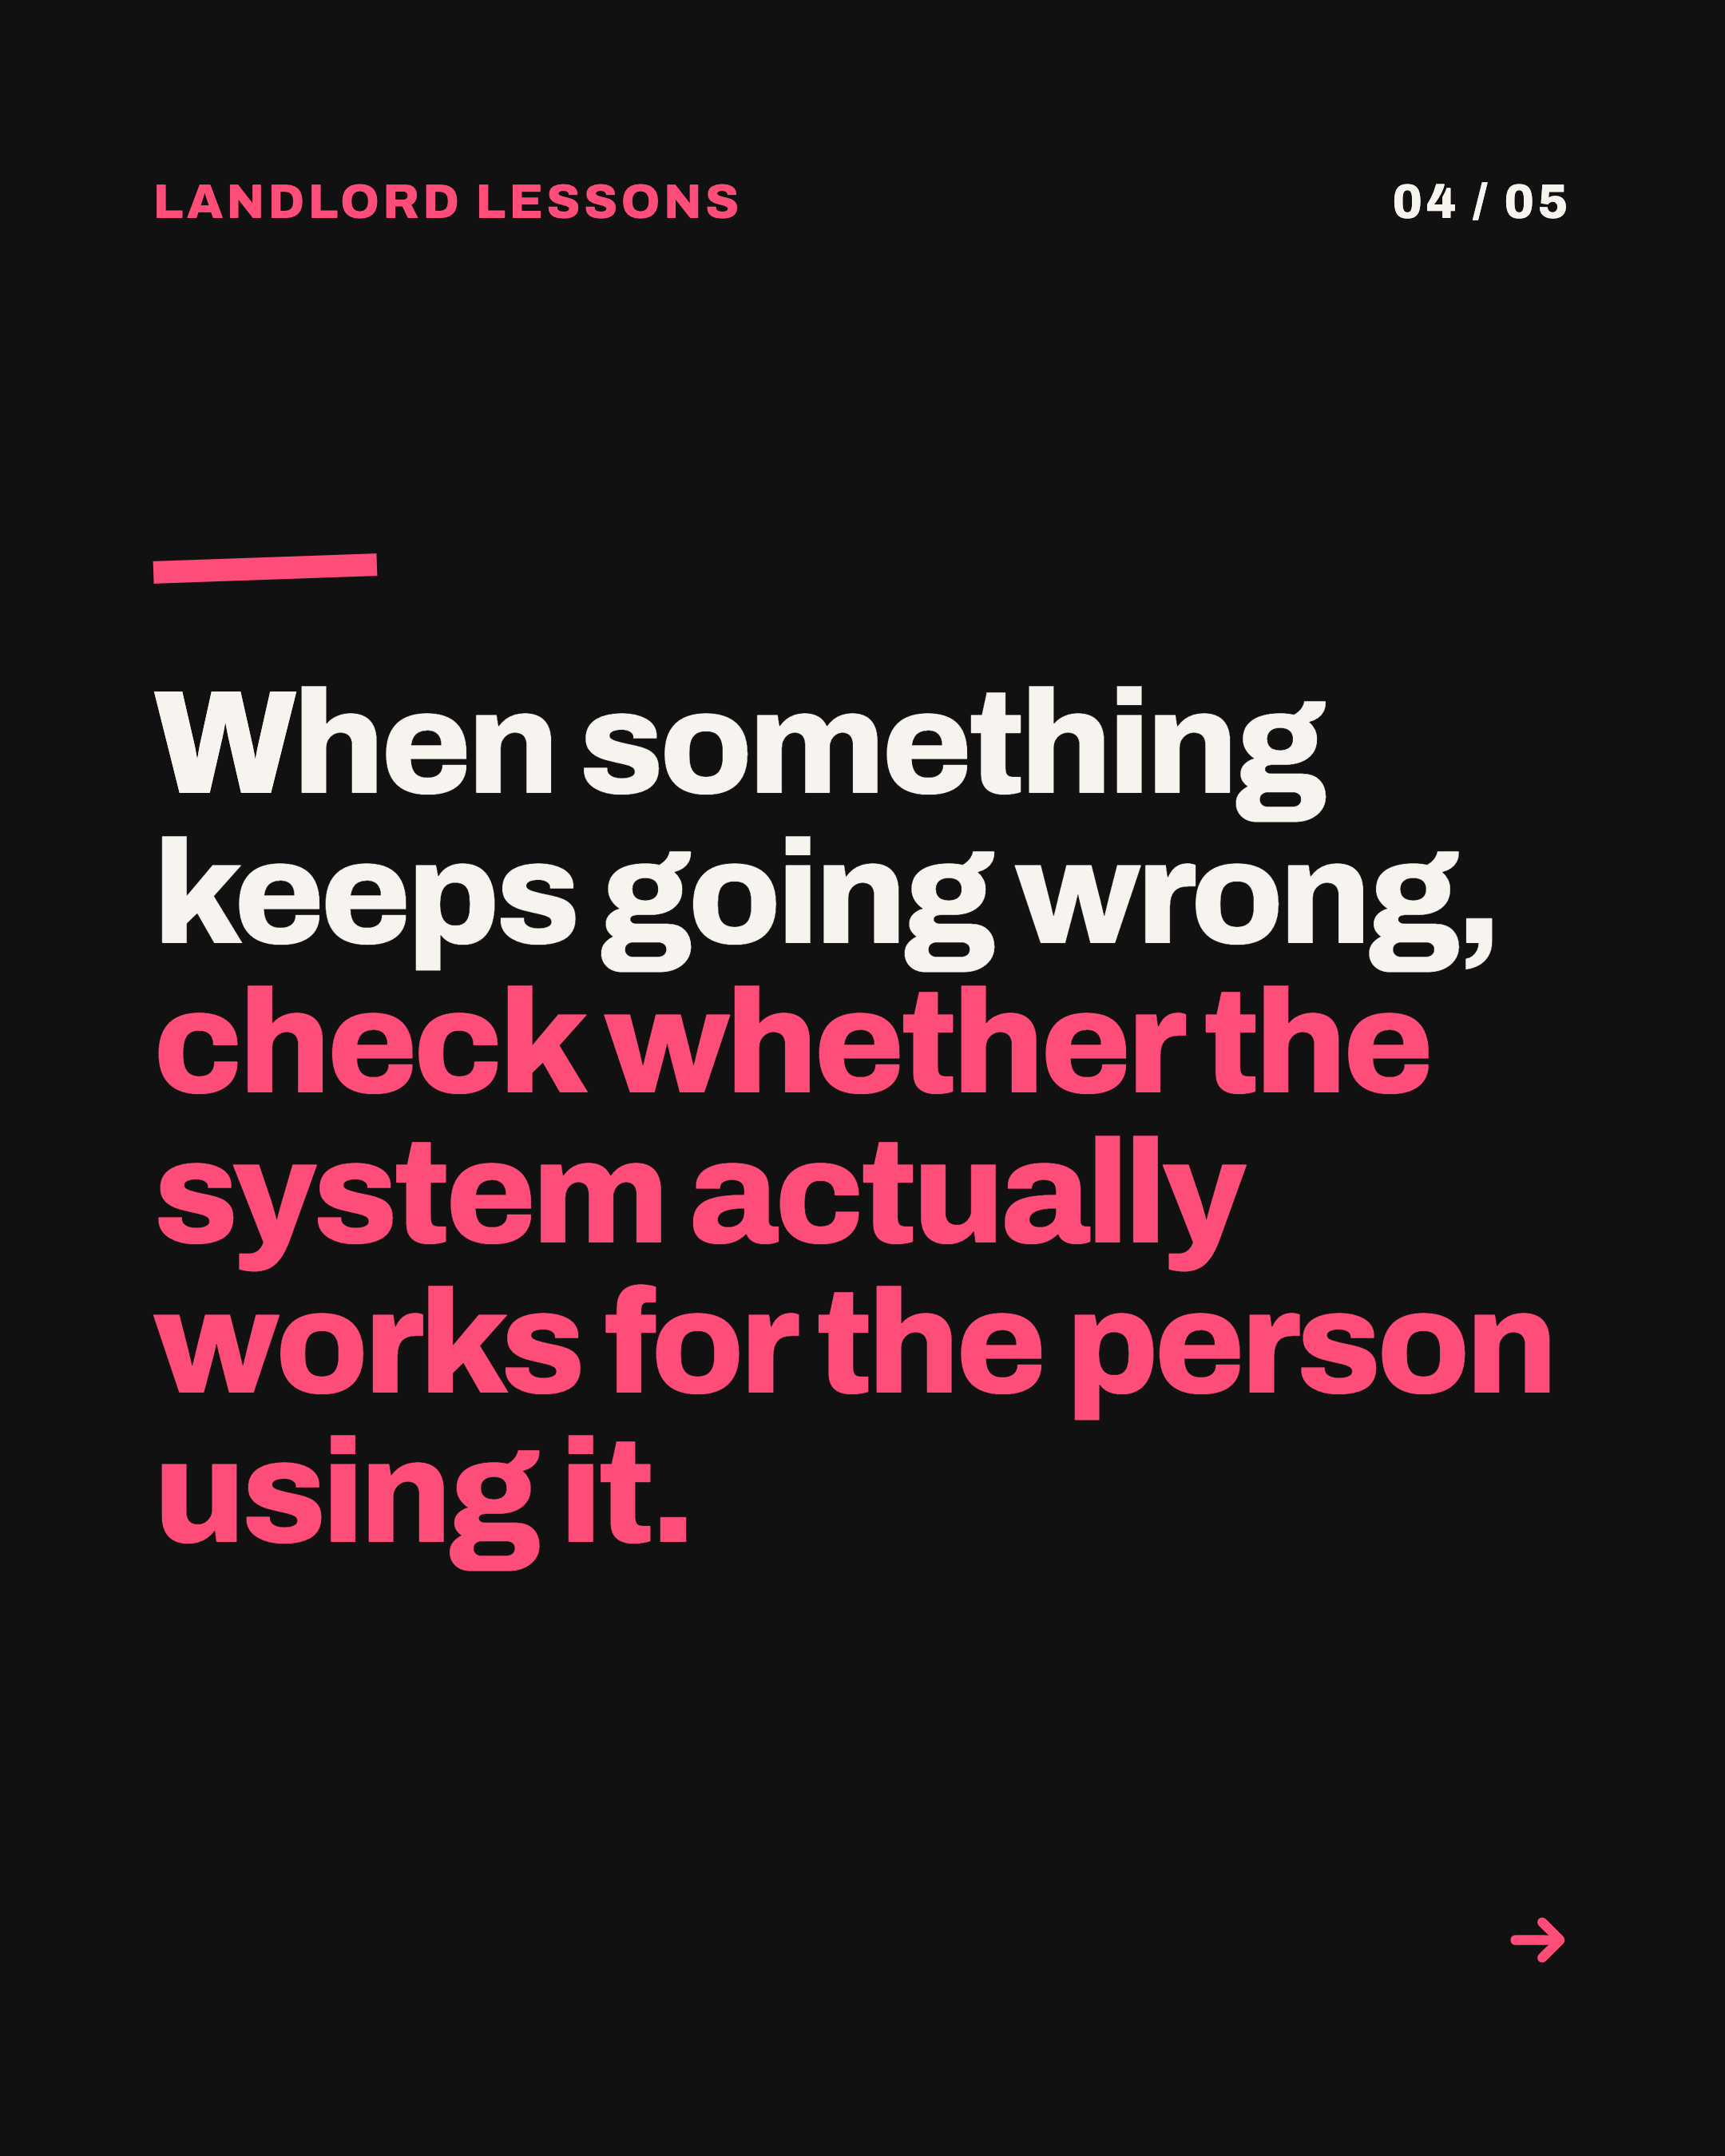 LANDLORD LESSONS
04 / 05
When something
keeps going wrong,
check whether the
system actually
works for the person
using it.